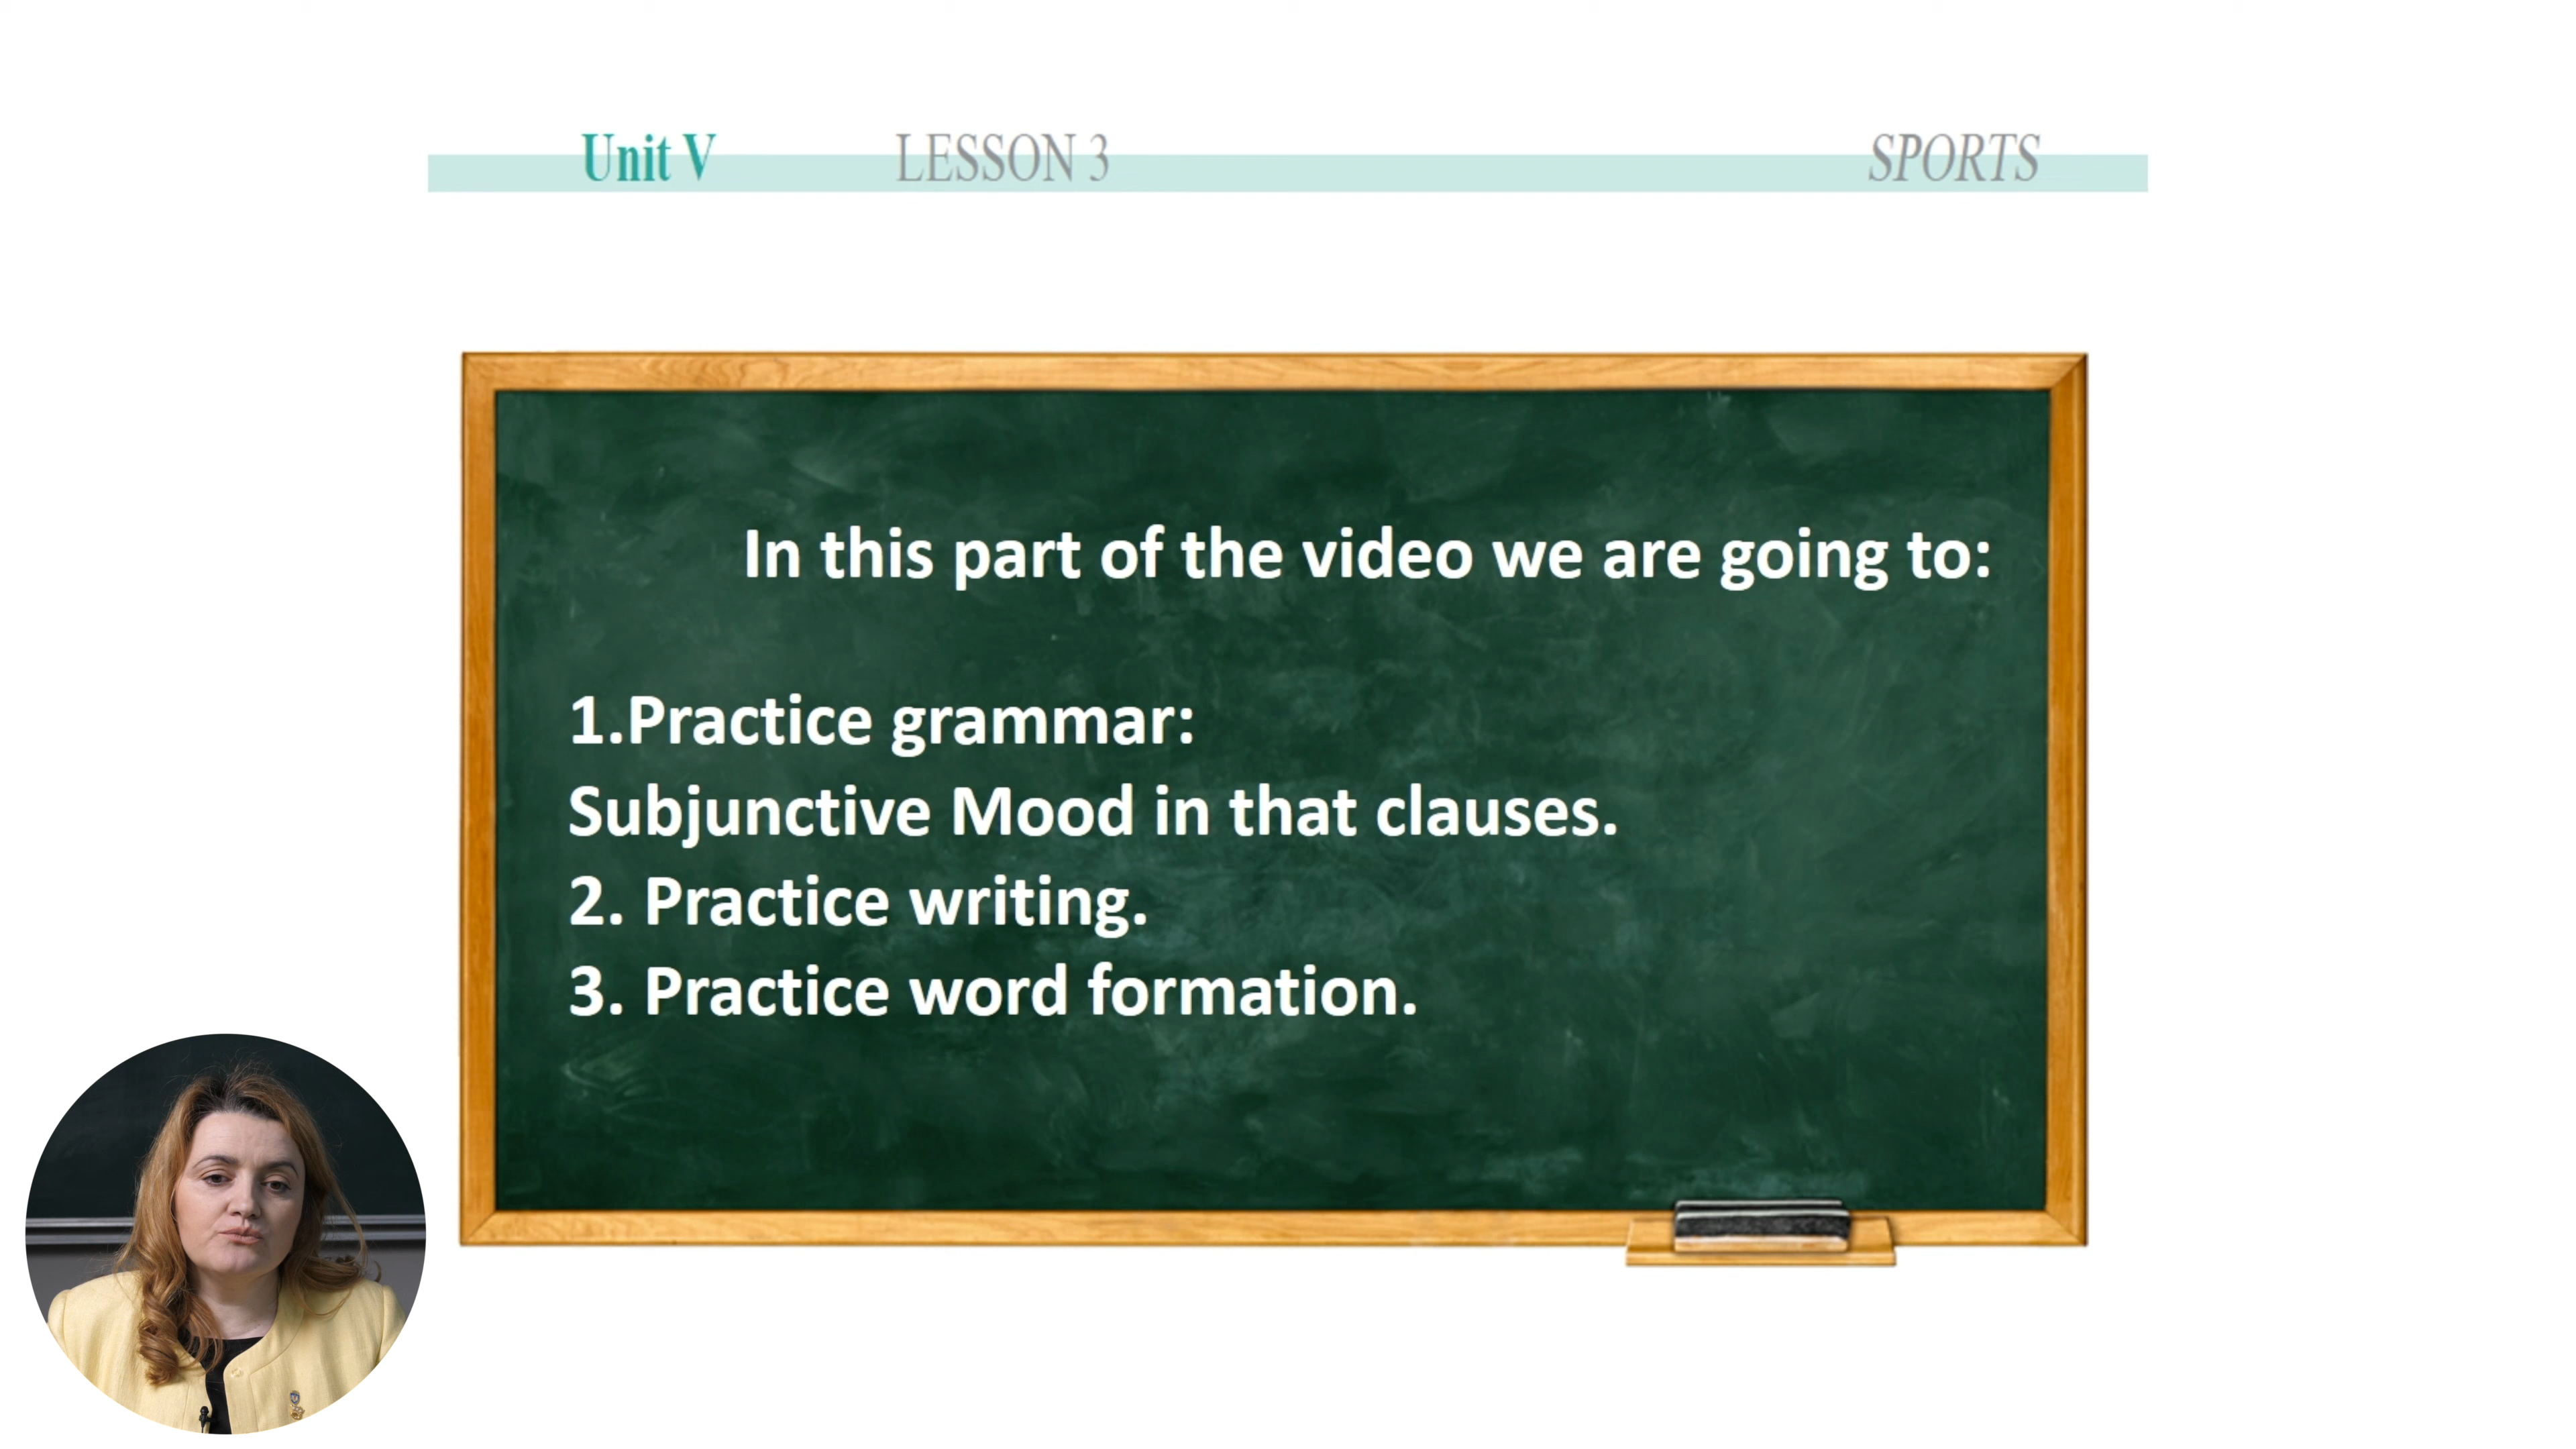 Unit V LESSON 3 SPORTS
In this part of the video we are going to:
1.Practice grammar:
Subjunctive Mood in that clauses.
2. Practice writing.
3. Practice word formation.